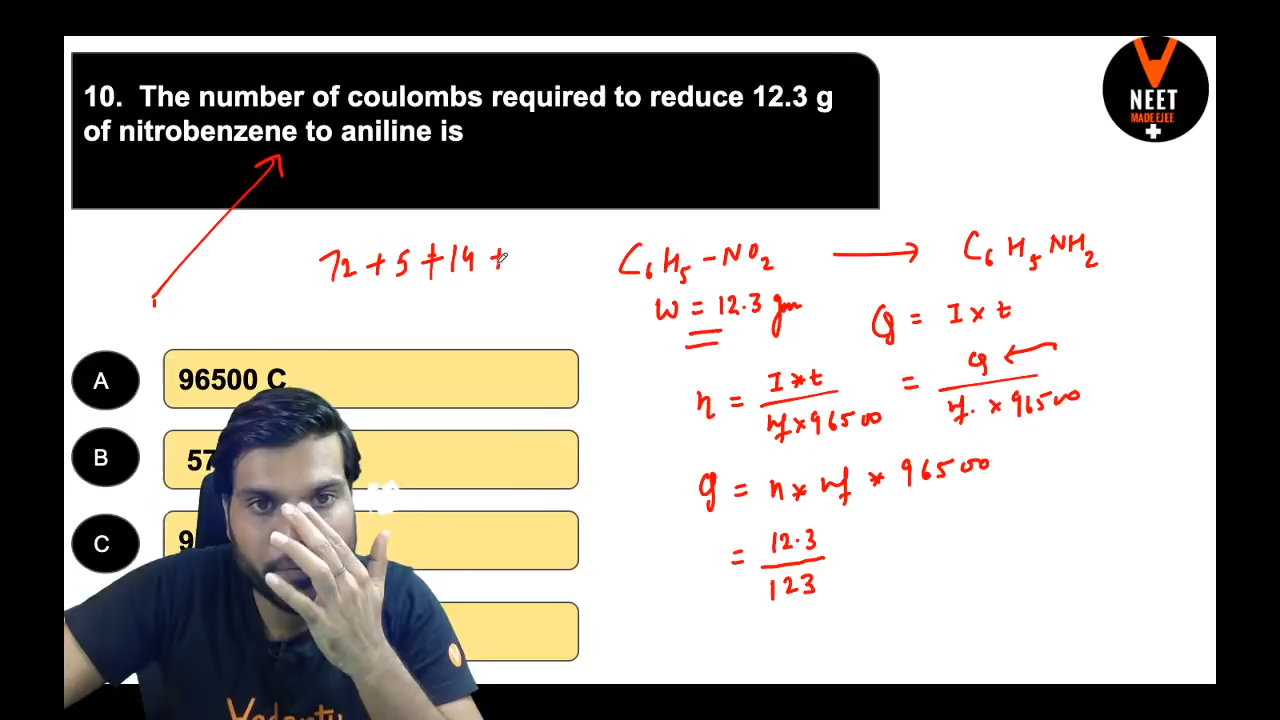 10. The number of coulombs required to reduce 12.3 g
of nitrobenzene to aniline is
NEET
MADE EJEE
72 + 5 + 14 +
C6H5 - NO2 → C6H5NH2
W = 12.3 gm
Q = I × t
n = I × t / nf × 96500 = Q / nf. × 96500
Q = n × nf × 96500
= 12.3 / 123
A 96500 C
B 57
C 9
Vedantu